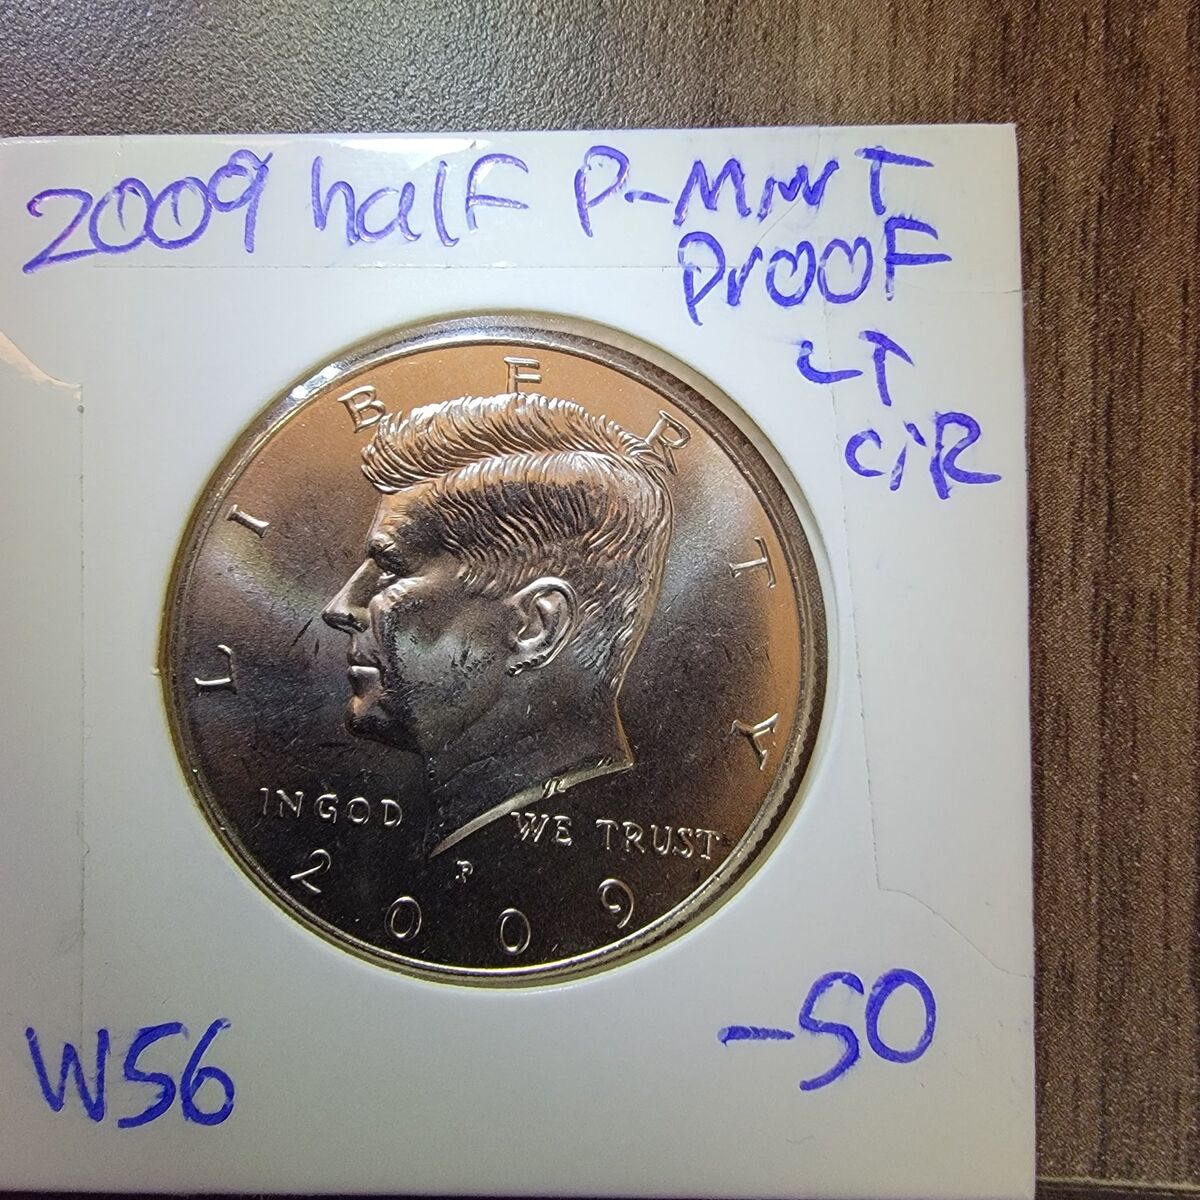 2009 half P-MINT
ProoF
LT
CiR
LIBERTY
IN GOD WE TRUST
P
2009
W56
-50